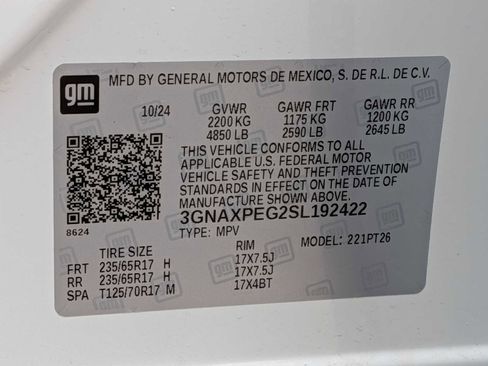 gm
MFD BY GENERAL MOTORS DE MEXICO, S. DE R.L. DE C.V.
10/24 GVWR GAWR FRT GAWR RR
2200 KG 1175 KG 1200 KG
4850 LB 2590 LB 2645 LB
THIS VEHICLE CONFORMS TO ALL
APPLICABLE U.S. FEDERAL MOTOR
VEHICLE SAFETY AND THEFT PREVENTION
STANDARDS IN EFFECT ON THE DATE OF
MANUFACTURE SHOWN ABOVE.
8624 3GNAXPEG2SL192422
TYPE: MPV MODEL: 221PT26
TIRE SIZE RIM
FRT 235/65R17 H 17X7.5J
RR 235/65R17 H 17X7.5J
SPA T125/70R17 M 17X4BT